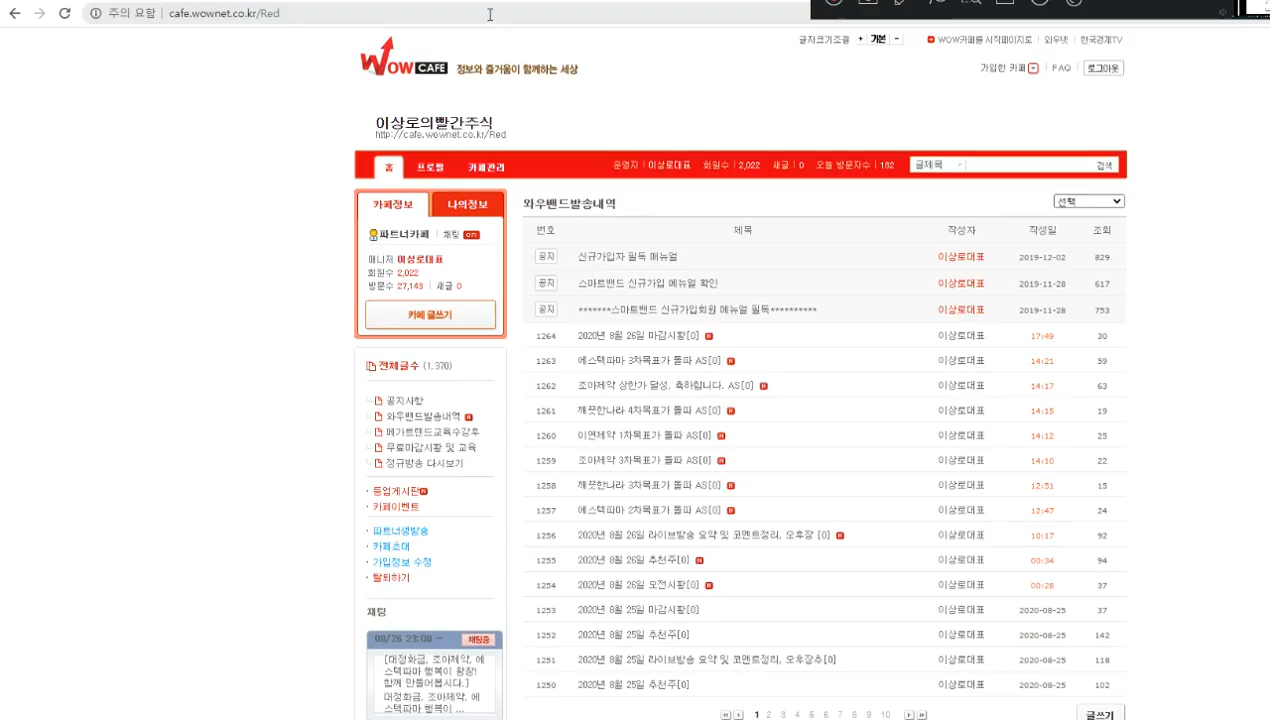 주의 요함 cafe.wownet.co.kr/Red
글자크기조절 + 기본 - WOW카페를 시작페이지로 와우넷 한국경제TV
WOW CAFE 정보와 즐거움이 함께하는 세상
가입한 카페 FAQ 로그아웃
이상로의빨간주식
http://cafe.wownet.co.kr/Red
홈 프로필 카페관리 운영자 이상로대표 회원수 2,022 새글 0 오늘 방문자수 182 글제목 검색
카페정보 나의정보
파트너카페 채팅 on
매니저 이상로대표
회원수 2,022
방문수 27,143 새글 0
카페 글쓰기
전체글수 (1,370)
공지사항
와우밴드발송내역 N
메가트렌드교육수강후
무료마감시황 및 교육
정규방송 다시보기
등업게시판 N
카페이벤트
파트너생방송
카페초대
가입정보 수정
탈퇴하기
채팅
08/26 23:00 ~ 채팅중
[대정화금, 조아제약, 에
스텍파마 행복이 왕창!
함께 만들어봅시다.]
대정화금, 조아제약, 에
스텍파마 행복이 ...
와우밴드발송내역 선택
번호 제목 작성자 작성일 조회
공지 신규가입자 필독 매뉴얼 이상로대표 2019-12-02 829
공지 스마트밴드 신규가입 메뉴얼 확인 이상로대표 2019-11-28 617
공지 *******스마트밴드 신규가입회원 메뉴얼 필독********** 이상로대표 2019-11-28 753
1264 2020년 8월 26일 마감시황[0] N 이상로대표 17:49 30
1263 에스텍파마 3차목표가 돌파 AS[0] N 이상로대표 14:21 59
1262 조아제약 상한가 달성, 축하합니다. AS[0] N 이상로대표 14:17 63
1261 깨끗한나라 4차목표가 돌파 AS[0] N 이상로대표 14:15 19
1260 이연제약 1차목표가 돌파 AS[0] N 이상로대표 14:12 25
1259 조아제약 3차목표가 돌파 AS[0] N 이상로대표 14:10 22
1258 깨끗한나라 3차목표가 돌파 AS[0] N 이상로대표 12:51 15
1257 에스텍파마 2차목표가 돌파 AS[0] N 이상로대표 12:47 24
1256 2020년 8월 26일 라이브방송 요약 및 코멘트정리, 오후장 [0] N 이상로대표 10:17 92
1255 2020년 8월 26일 추천주[0] N 이상로대표 00:34 94
1254 2020년 8월 26일 오전시황[0] N 이상로대표 00:28 37
1253 2020년 8월 25일 마감시황[0] 이상로대표 2020-08-25 37
1252 2020년 8월 25일 추천주[0] 이상로대표 2020-08-25 142
1251 2020년 8월 25일 라이브방송 요약 및 코멘트정리, 오후장추[0] 이상로대표 2020-08-25 118
1250 2020년 8월 25일 추천주[0] 이상로대표 2020-08-25 102
1 2 3 4 5 6 7 8 9 10 글쓰기